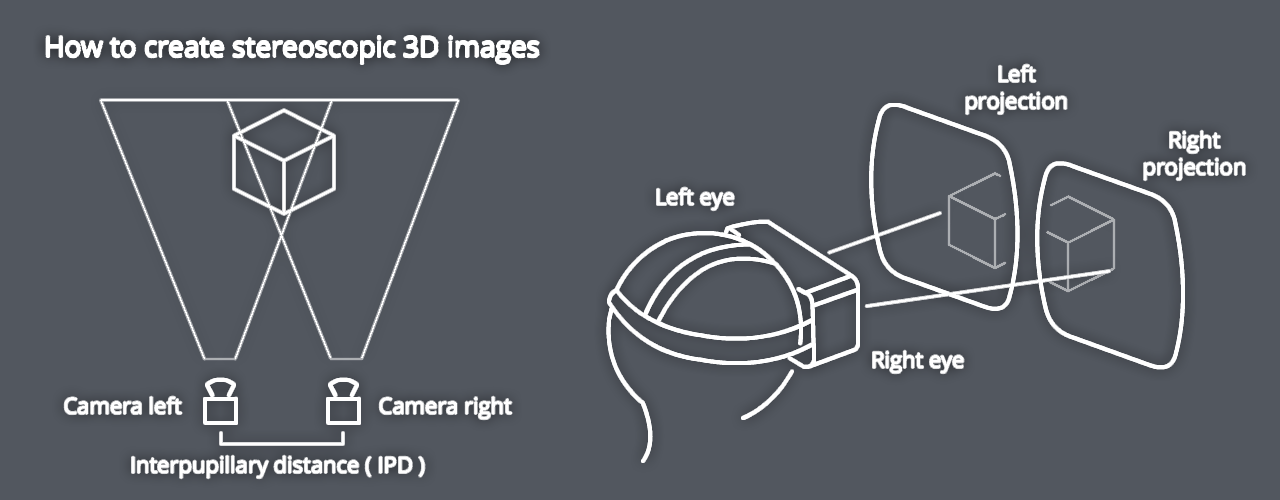 How to create stereoscopic 3D images
Camera left
Camera right
Interpupillary distance ( IPD )
Left eye
Right eye
Left
projection
Right
projection